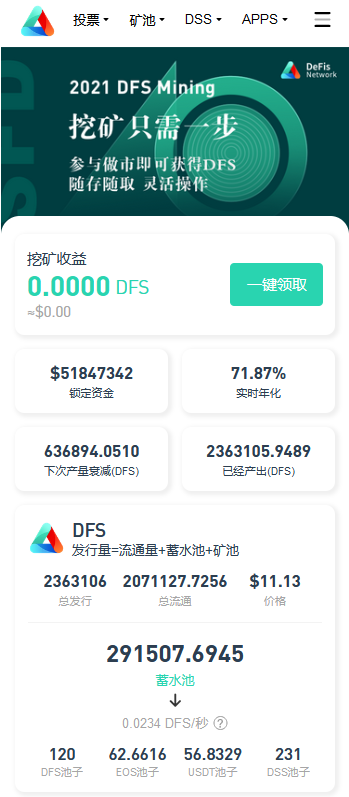 投票 矿池 DSS APPS
DeFis
Network
2021 DFS Mining
挖矿只需一步
参与做市即可获得DFS
随存随取 灵活操作
DFS
挖矿收益
0.0000 DFS
≈$0.00
一键领取
$51847342 71.87%
锁定资金 实时年化
636894.0510 2363105.9489
下次产量衰减(DFS) 已经产出(DFS)
DFS
发行量=流通量+蓄水池+矿池
2363106 2071127.7256 $11.13
总发行 总流通 价格
291507.6945
蓄水池
0.0234 DFS/秒 ?
120 62.6616 56.8329 231
DFS池子 EOS池子 USDT池子 DSS池子